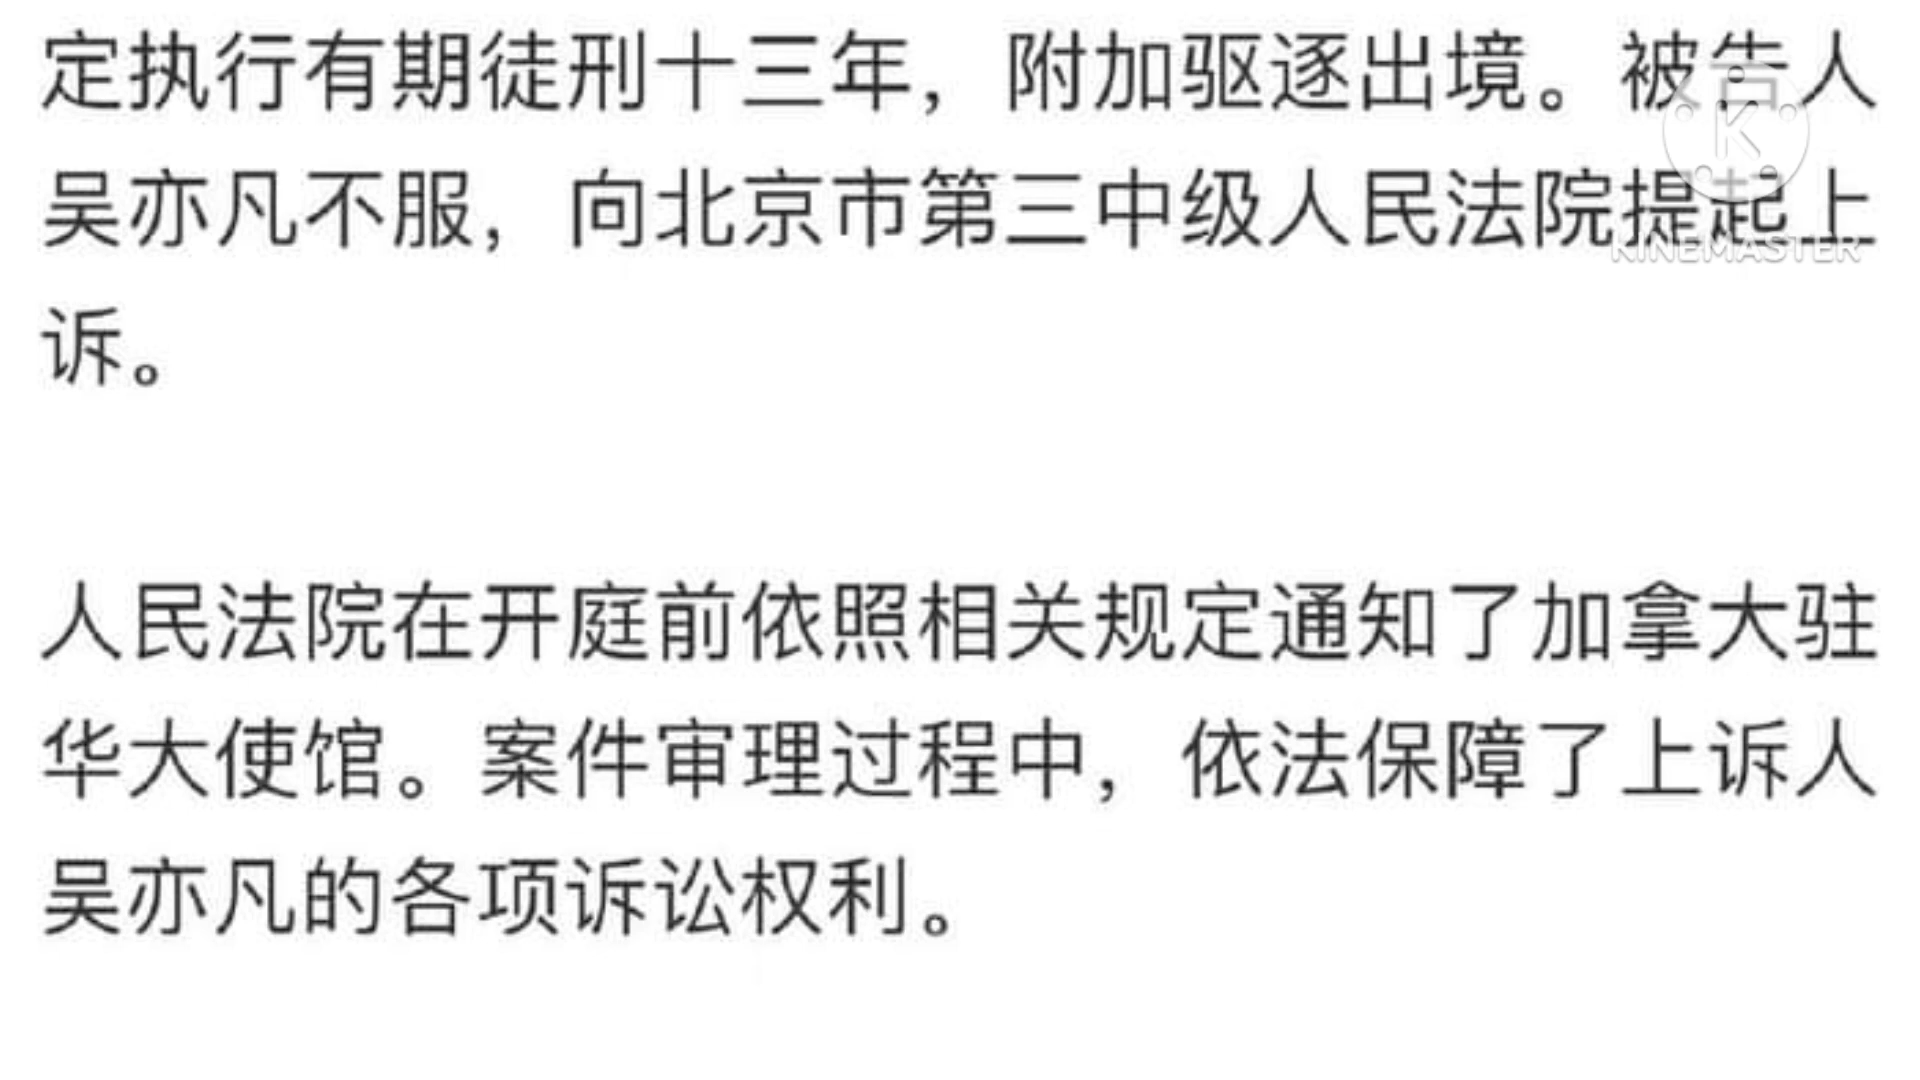 定执行有期徒刑十三年，附加驱逐出境。被告人
吴亦凡不服，向北京市第三中级人民法院提起上
诉。
人民法院在开庭前依照相关规定通知了加拿大驻
华大使馆。案件审理过程中，依法保障了上诉人
吴亦凡的各项诉讼权利。
K
KINEMASTER